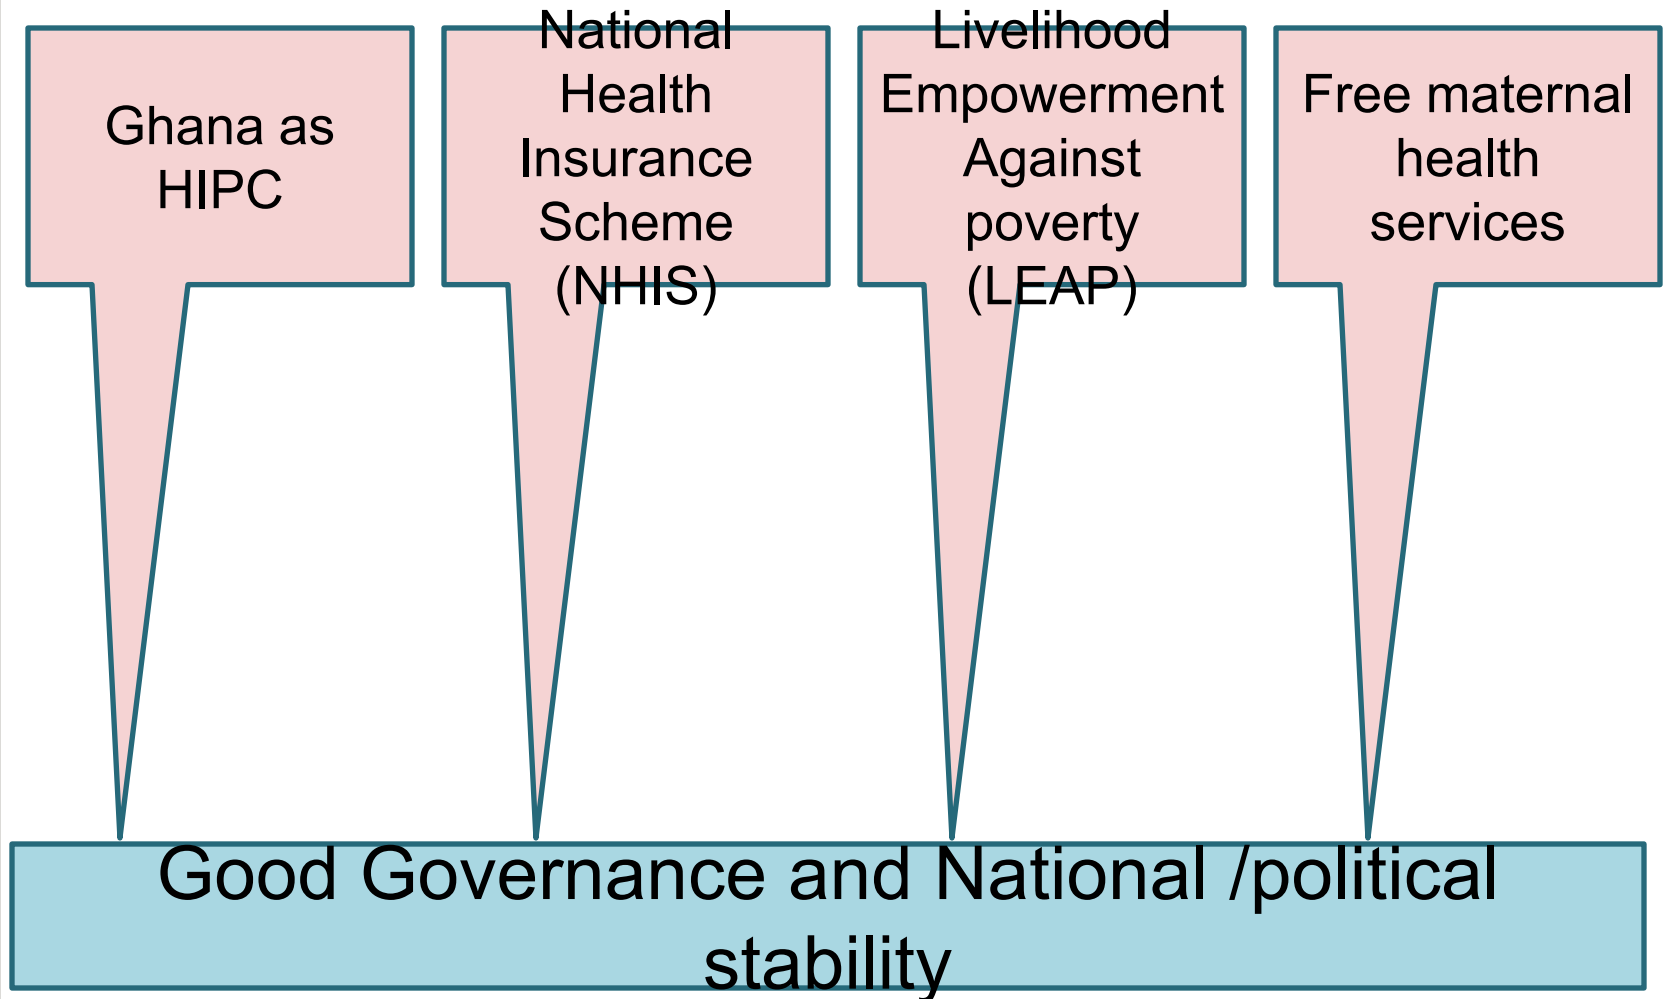 Ghana as
HIPC
National
Health
Insurance
Scheme
(NHIS)
Livelihood
Empowerment
Against
poverty
(LEAP)
Free maternal
health
services
Good Governance and National /political
stability